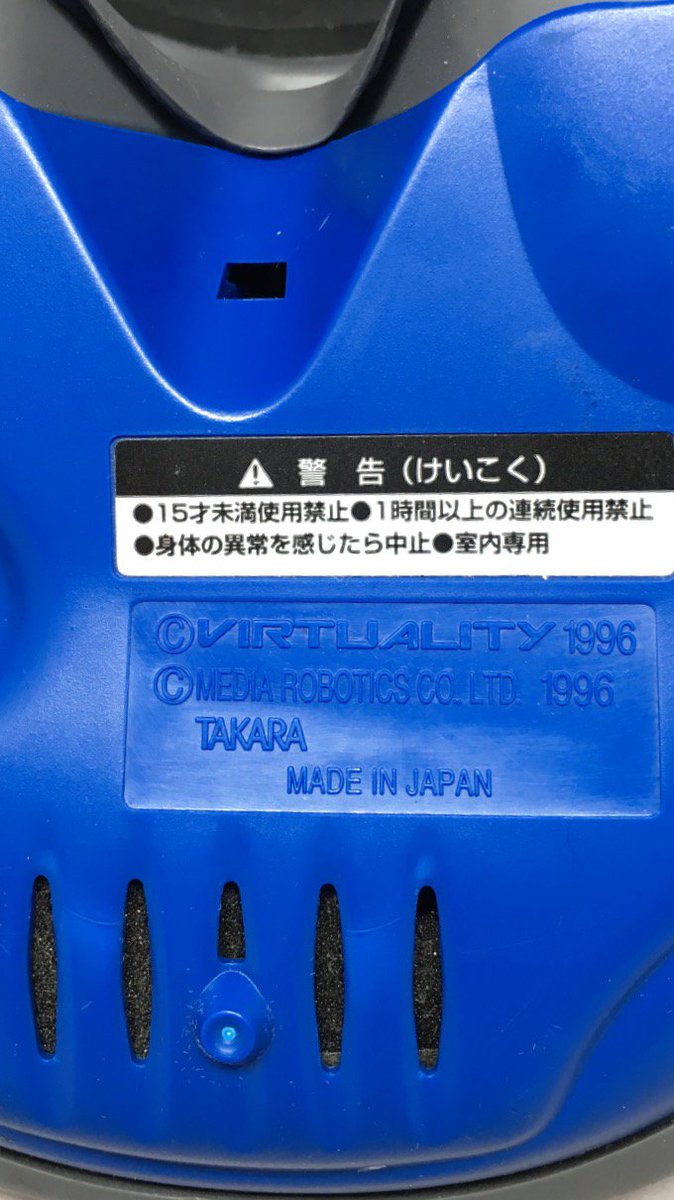 ⚠ 警 告 (けいこく)
●15才未満使用禁止●1時間以上の連続使用禁止
●身体の異常を感じたら中止●室内専用
©VIRTUALITY 1996
©MEDIA ROBOTICS CO., LTD. 1996
TAKARA
MADE IN JAPAN